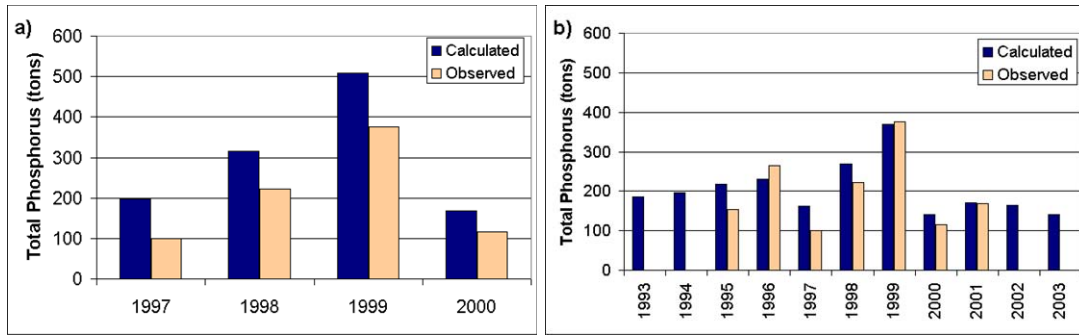 a)
Total Phosphorus (tons)
600
500
400
300
200
100
0
Calculated
Observed
1997 1998 1999 2000
b)
Total Phosphorus (tons)
600
500
400
300
200
100
0
Calculated
Observed
1993 1994 1995 1996 1997 1998 1999 2000 2001 2002 2003